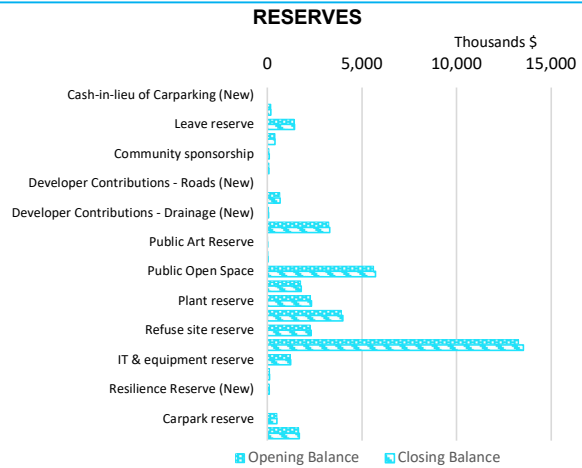 RESERVES
Thousands $
0 5,000 10,000 15,000
Cash-in-lieu of Carparking (New)
Leave reserve
Community sponsorship
Developer Contributions - Roads (New)
Developer Contributions - Drainage (New)
Public Art Reserve
Public Open Space
Plant reserve
Refuse site reserve
IT & equipment reserve
Resilience Reserve (New)
Carpark reserve
Opening Balance Closing Balance